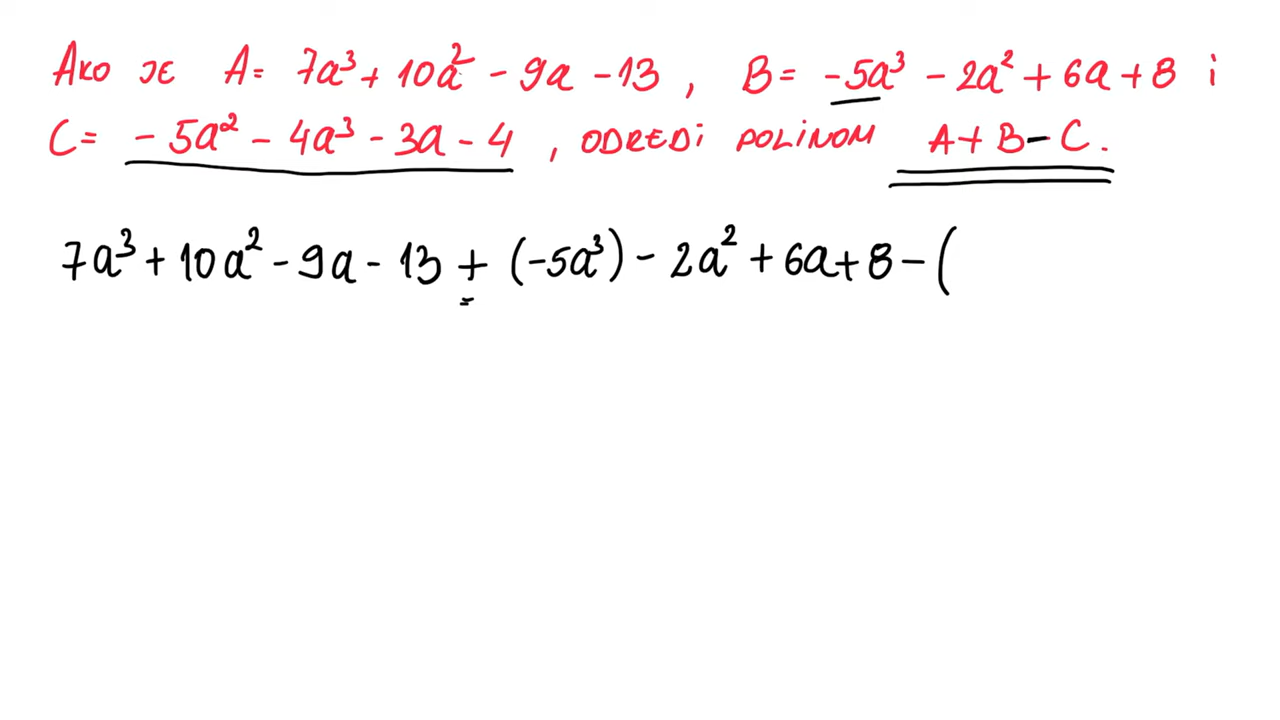 Ako je A= 7a³ + 10a² - 9a - 13 , B= -5a³ - 2a² + 6a + 8 i
C= - 5a² - 4a³ - 3a - 4 , ODREDI POLINOM A + B - C .
7a³ + 10a² - 9a - 13 + (-5a³) - 2a² + 6a + 8 - (